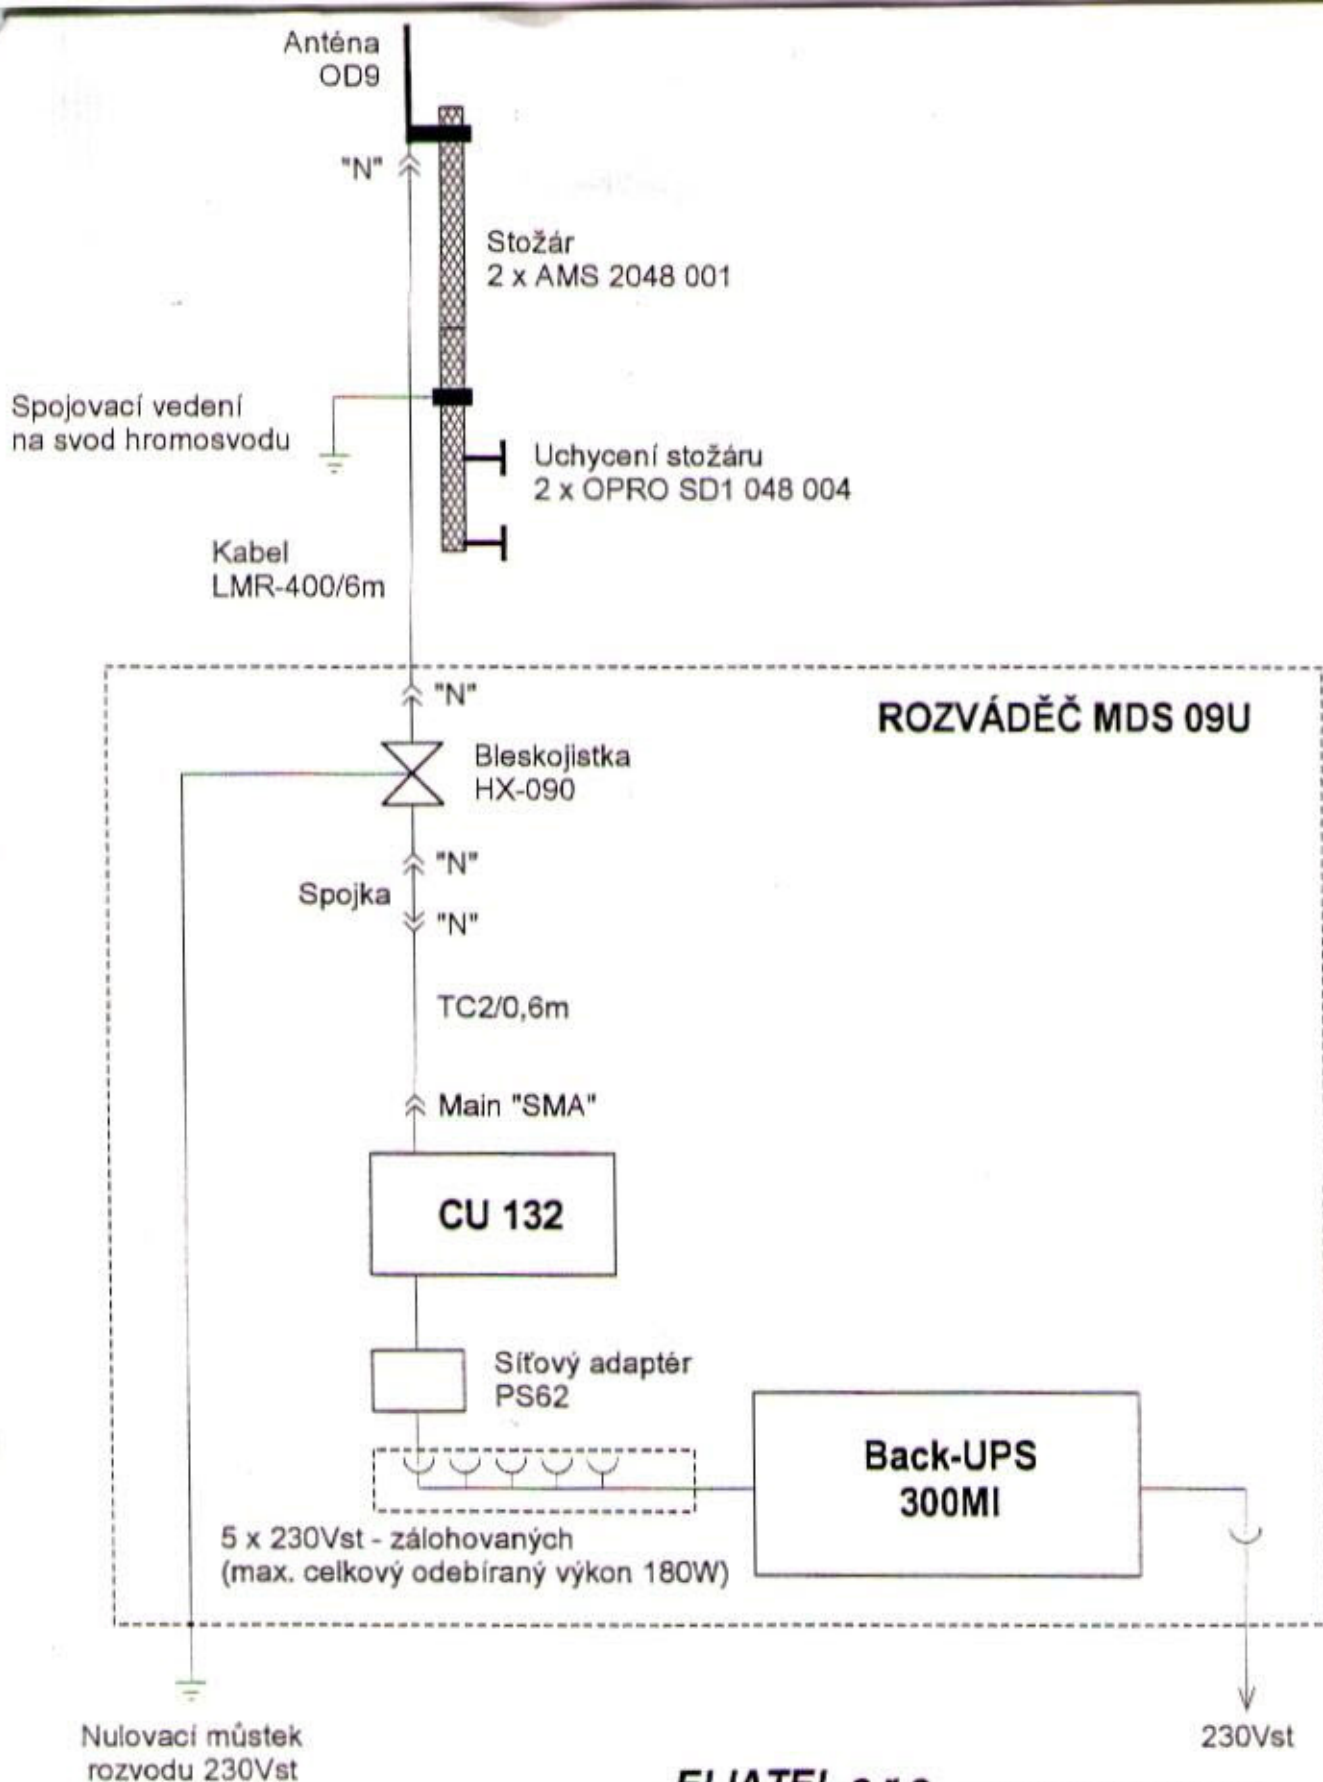 Anténa
OD9
"N"
Stožár
2 x AMS 2048 001
Spojovací vedení
na svod hromosvodu
Uchycení stožáru
2 x OPRO SD1 048 004
Kabel
LMR-400/6m
"N"
ROZVÁDĚČ MDS 09U
Bleskojistka
HX-090
"N"
Spojka
"N"
TC2/0,6m
Main "SMA"
CU 132
Síťový adaptér
PS62
Back-UPS
300MI
5 x 230Vst - zálohovaných
(max. celkový odebíraný výkon 180W)
Nulovací můstek
rozvodu 230Vst
230Vst